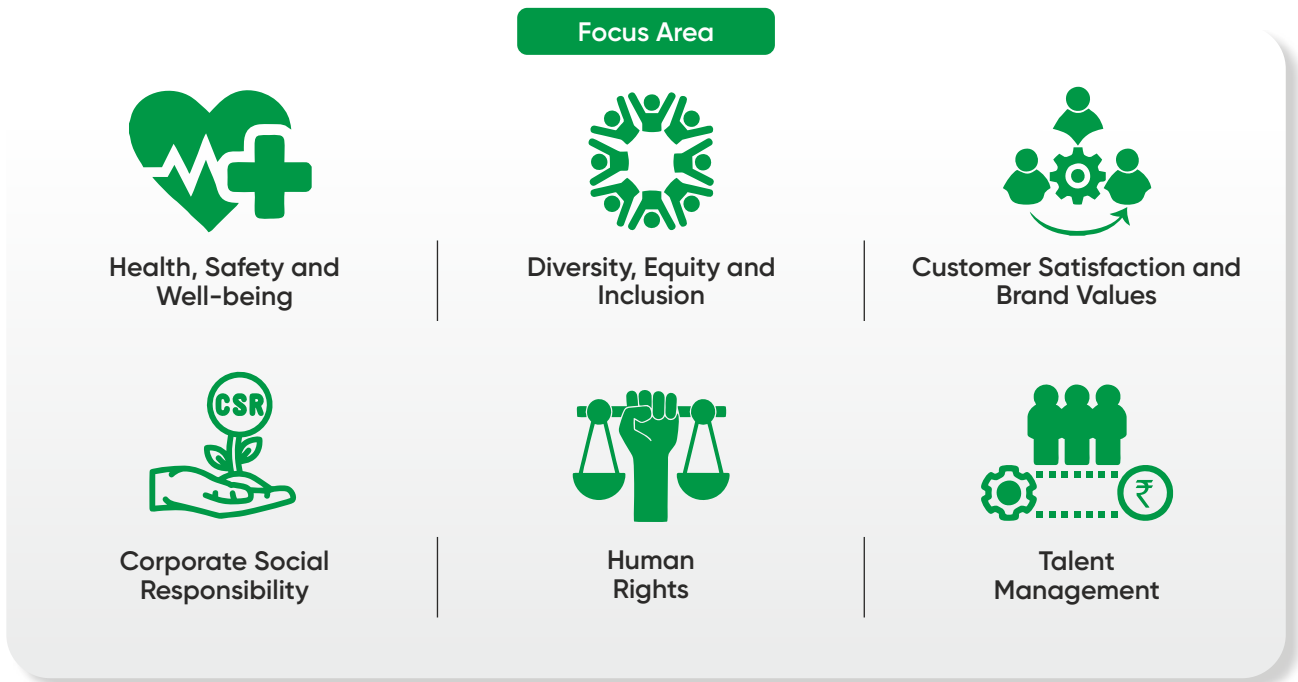 Focus Area
Health, Safety and
Well-being
Diversity, Equity and
Inclusion
Customer Satisfaction and
Brand Values
CSR
Corporate Social
Responsibility
Human
Rights
₹
Talent
Management